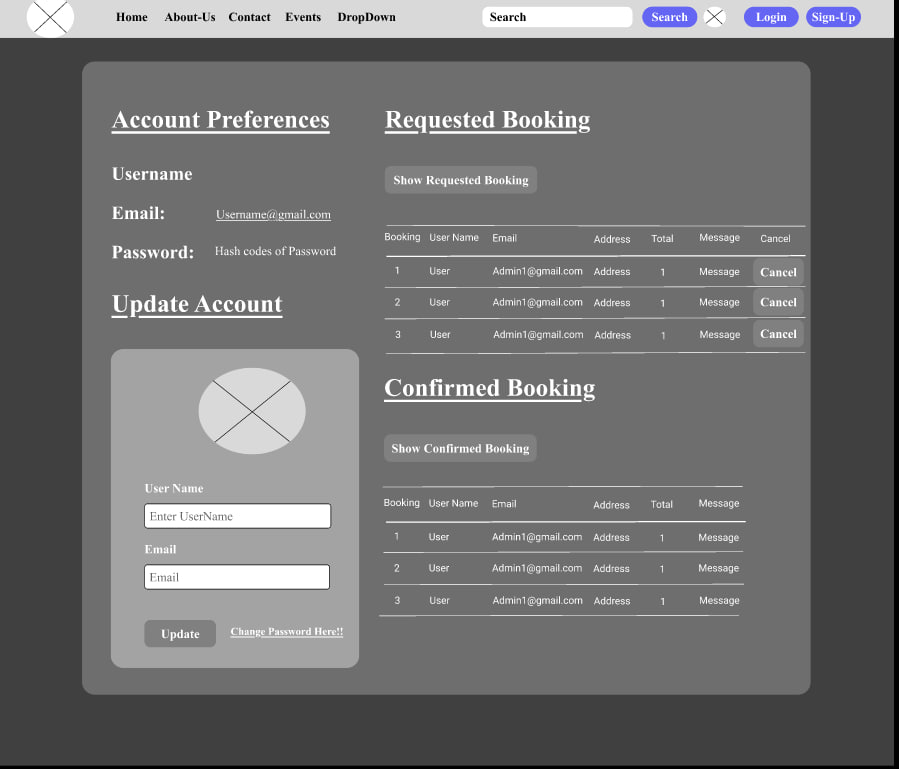 Home About-Us Contact Events DropDown Search Search Login Sign-Up
Account Preferences
Username
Email: Username@gmail.com
Password: Hash codes of Password
Update Account
User Name
Enter UserName
Email
Email
Update Change Password Here!!
Requested Booking
Show Requested Booking
Booking User Name Email Address Total Message Cancel
1 User Admin1@gmail.com Address 1 Message Cancel
2 User Admin1@gmail.com Address 1 Message Cancel
3 User Admin1@gmail.com Address 1 Message Cancel
Confirmed Booking
Show Confirmed Booking
Booking User Name Email Address Total Message
1 User Admin1@gmail.com Address 1 Message
2 User Admin1@gmail.com Address 1 Message
3 User Admin1@gmail.com Address 1 Message